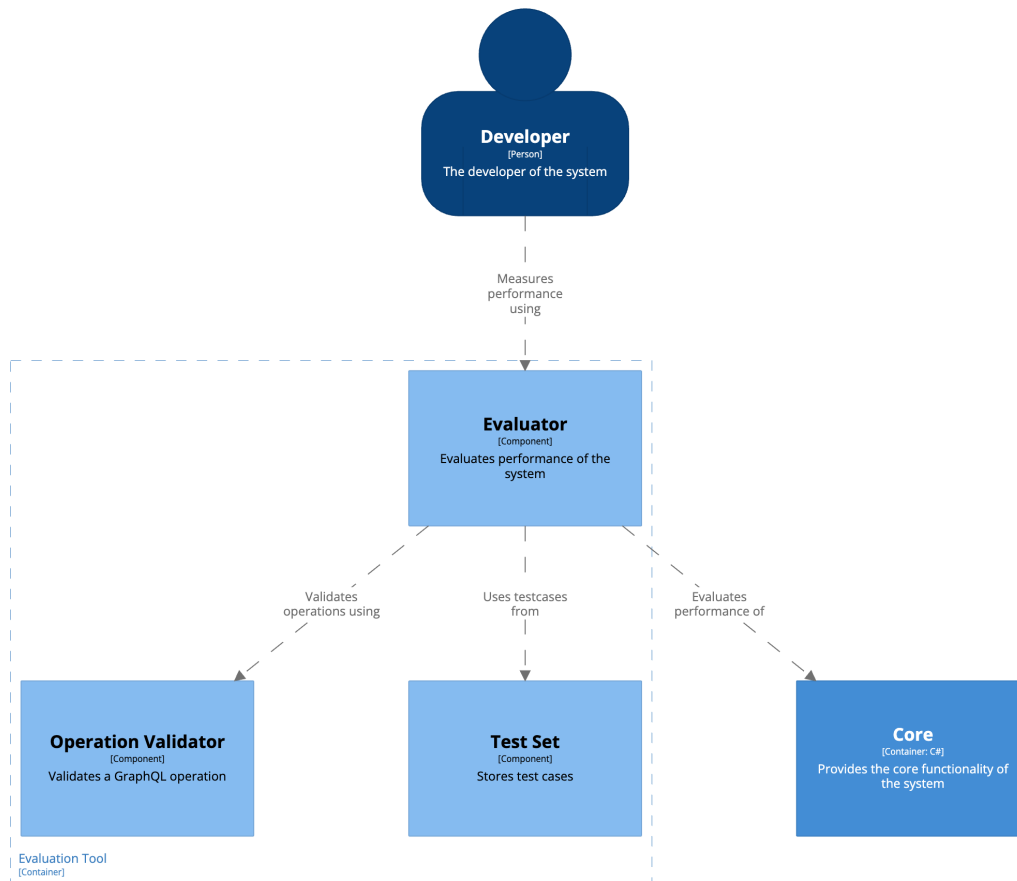 Developer
[Person]
The developer of the system
Measures
performance
using
Evaluator
[Component]
Evaluates performance of the
system
Validates
operations using
Uses testcases
from
Evaluates
performance of
Operation Validator
[Component]
Validates a GraphQL operation
Test Set
[Component]
Stores test cases
Core
[Container: C#]
Provides the core functionality of
the system
Evaluation Tool
[Container]